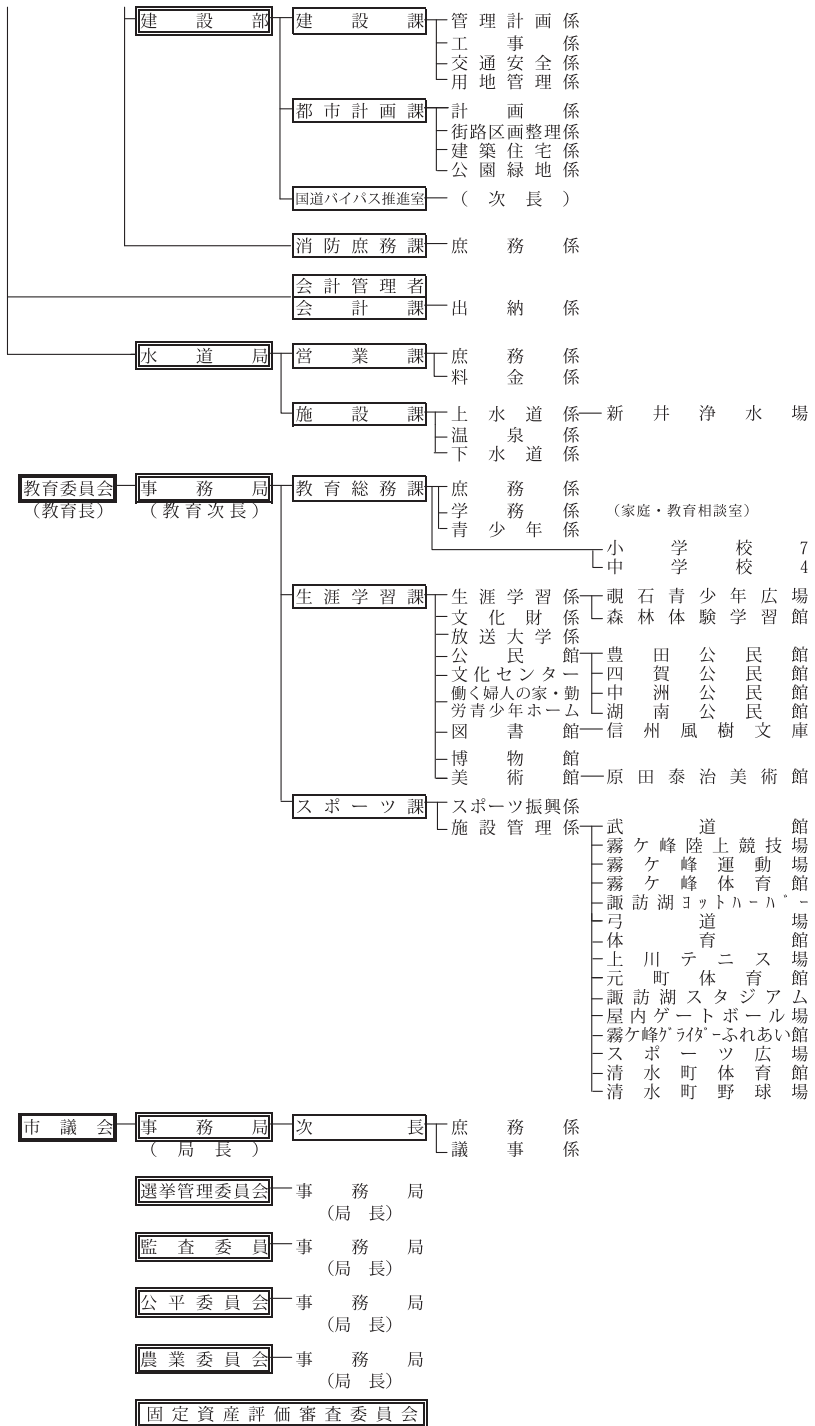 建設部 建設課 管理計画係
工事係
交通安全係
用地管理係
都市計画課 計画係
街路区画整理係
建築住宅係
公園緑地係
国道バイパス推進室 （次長）
消防庶務課 庶務係
会計管理者
会計課 出納係
水道局 営業課 庶務係
料金係
施設課 上水道係 新井浄水場
温泉係
下水道係
教育委員会 事務局 教育総務課 庶務係
（教育長） （教育次長） 学務係 （家庭・教育相談室）
青少年係
小学校 7
中学校 4
生涯学習課 生涯学習係 覗石青少年広場
文化財係 森林体験学習館
放送大学係
公民館 豊田公民館
文化センター 四賀公民館
働く婦人の家・勤 中洲公民館
労青少年ホーム 湖南公民館
図書館 信州風樹文庫
博物館
美術館 原田泰治美術館
スポーツ課 スポーツ振興係
施設管理係 武道館
霧ケ峰陸上競技場
霧ケ峰運動場
霧ケ峰体育館
諏訪湖ﾖｯﾄﾊｰﾊﾞｰ
弓道場
体育館
上川テニス場
元町体育館
諏訪湖スタジアム
屋内ゲートボール場
霧ケ峰ｸﾞﾗｲﾀﾞｰふれあい館
スポーツ広場
清水町体育館
清水町野球場
市議会 事務局 次長 庶務係
（局長） 議事係
選挙管理委員会 事務局
（局長）
監査委員 事務局
（局長）
公平委員会 事務局
（局長）
農業委員会 事務局
（局長）
固定資産評価審査委員会